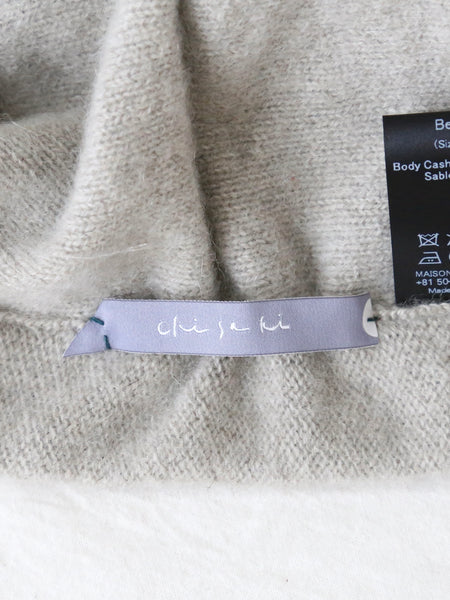 chisaki
Be
(Siz
Body Cash
Sable
MAISON
+81 50-
Made